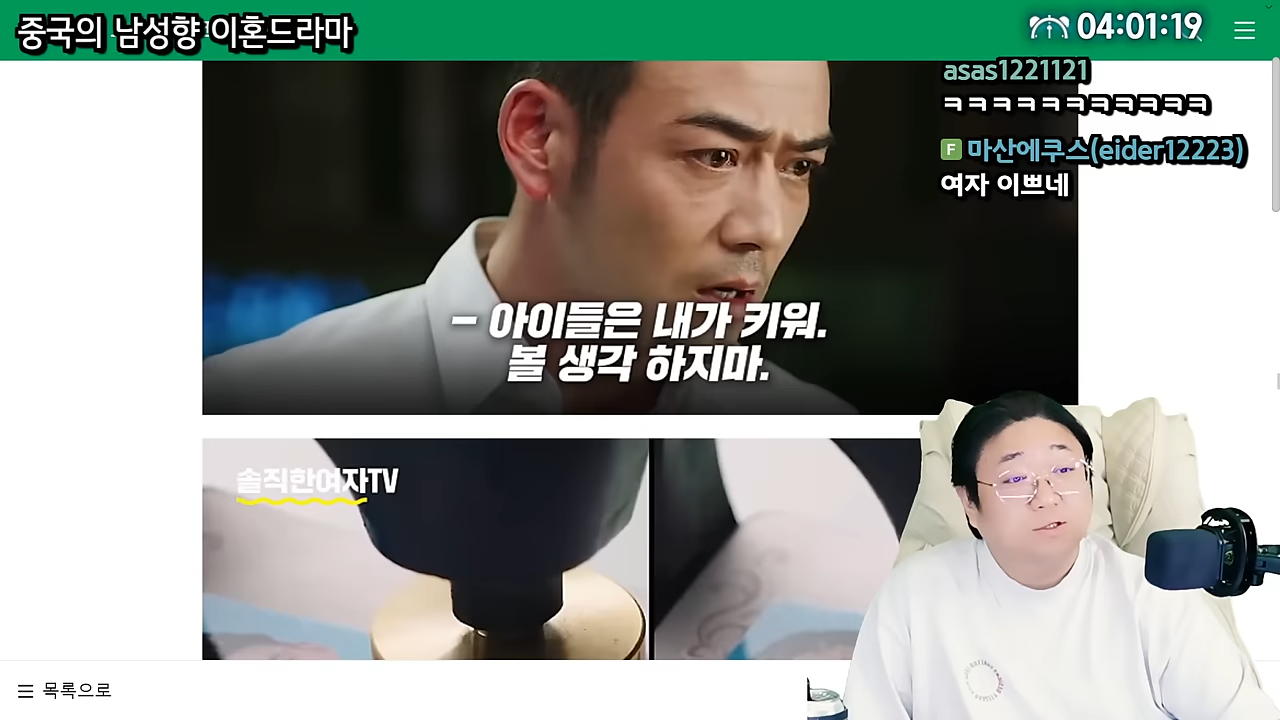 중국의 남성향 이혼드라마
04:01:19
asas1221121
ㅋㅋㅋㅋㅋㅋㅋㅋㅋㅋㅋ
F 마산에쿠스(eider12223)
여자 이쁘네
- 아이들은 내가 키워.
볼 생각 하지마.
솔직한여자TV
목록으로